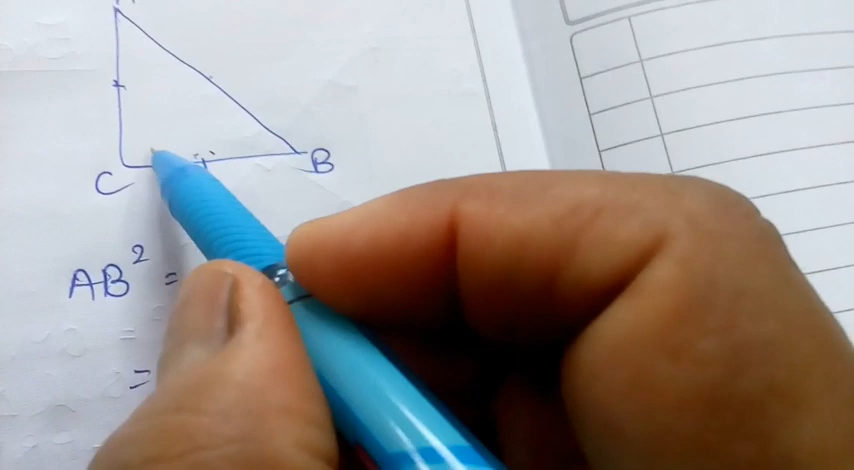 C
B
AB² =
=
=